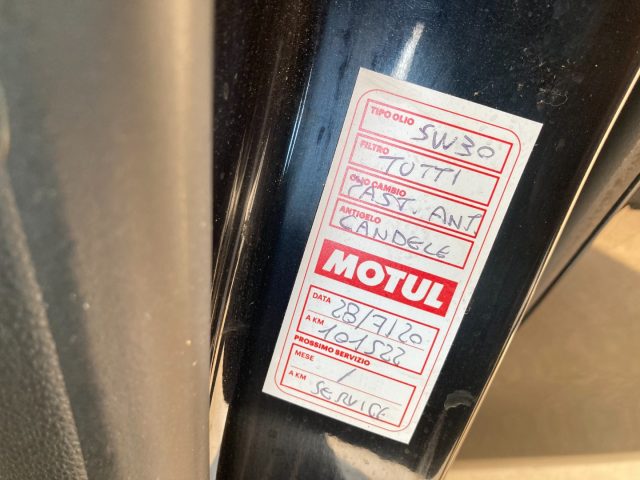 TIPO OLIO 5W30
FILTRO TUTTI
OLIO CAMBIO PAST. ANT.
ANTIGELO CANDELE
MOTUL
DATA 28/7/20
A KM 101522
PROSSIMO SERVIZIO
MESE /
A KM SERVICE